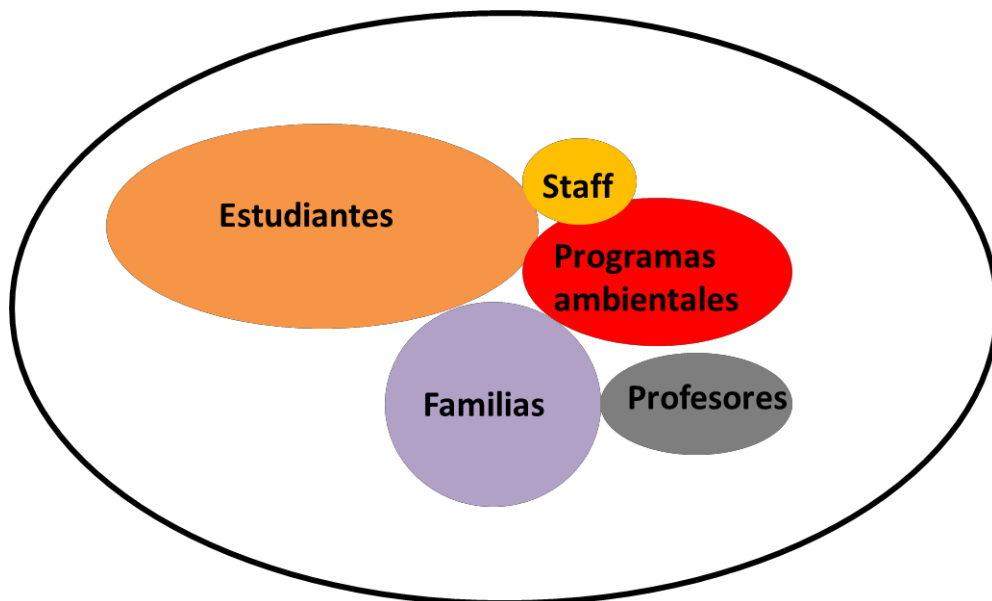 Estudiantes
Staff
Programas
ambientales
Familias
Profesores